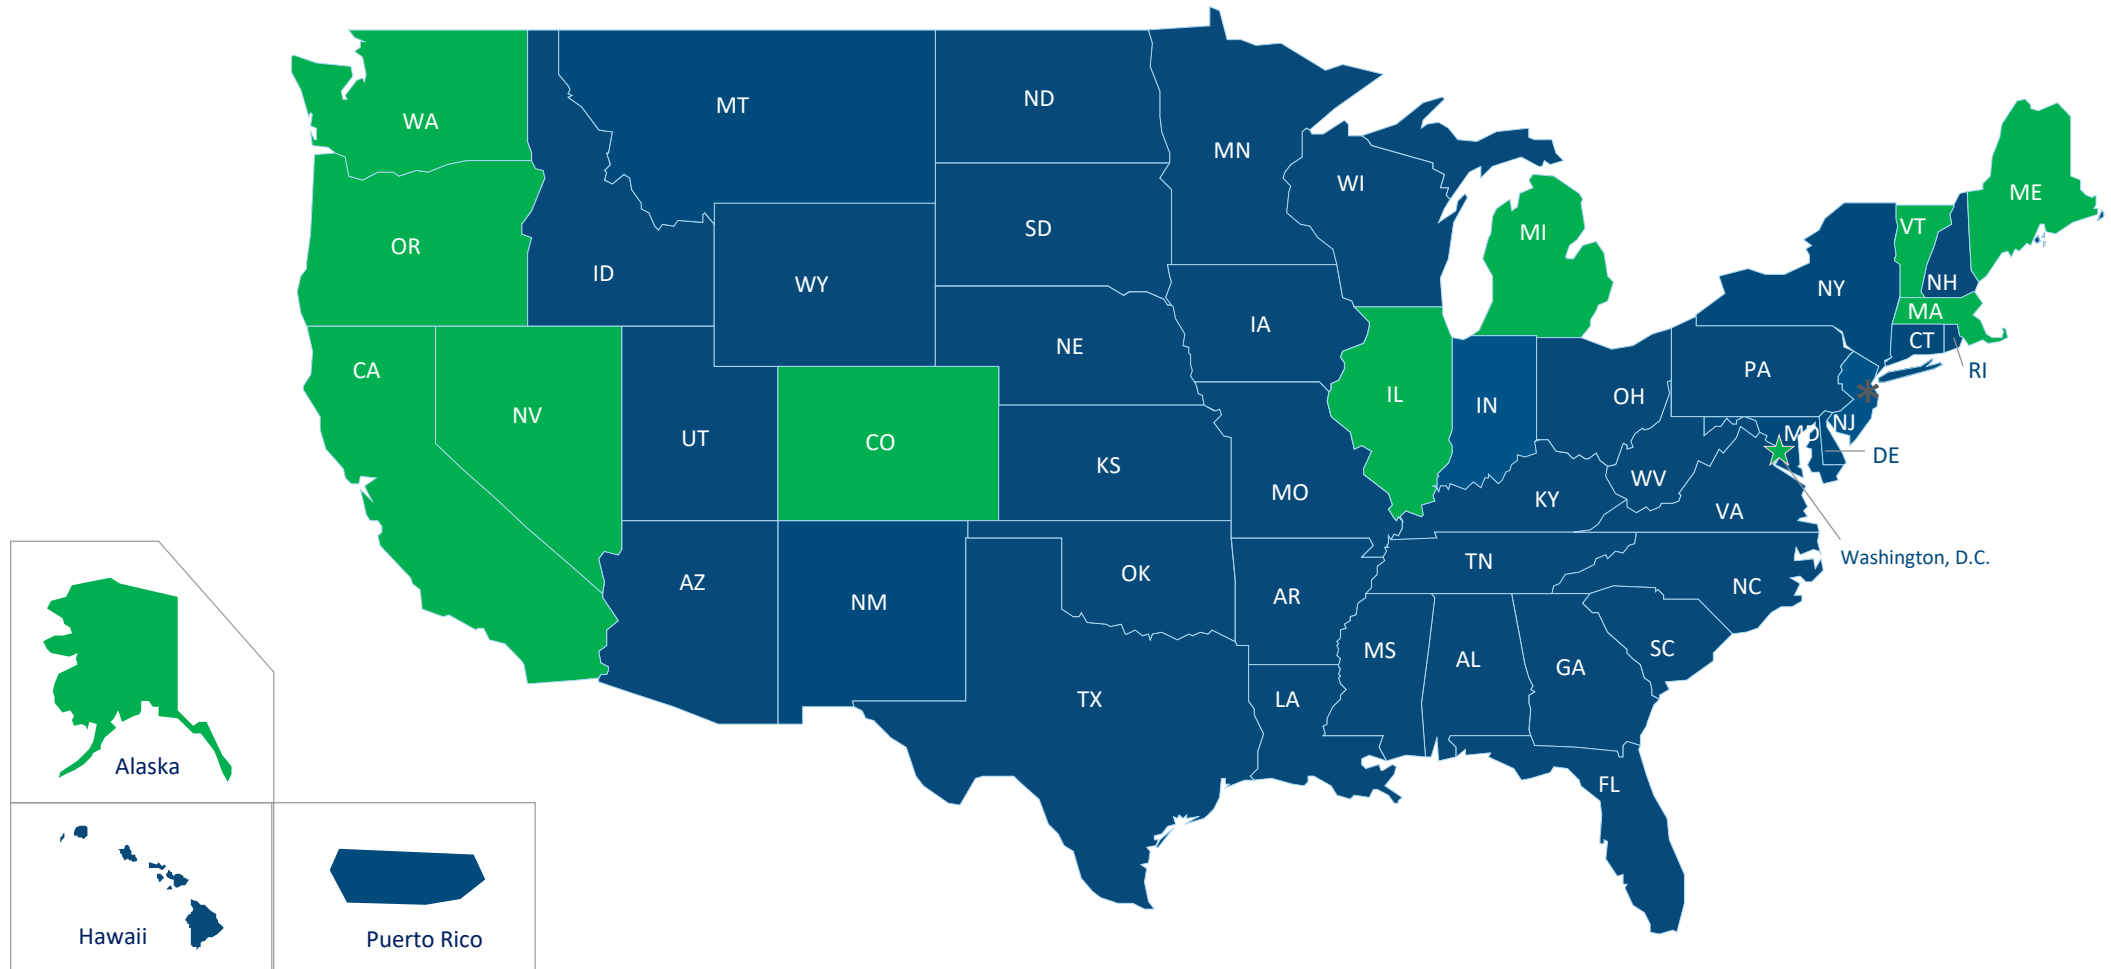 WA
MT
ND
MN
WI
MI
ME
VT
NH
MA
CT
RI
NY
OR
ID
WY
SD
IA
NE
PA
NJ
MD
DE
Washington, D.C.
CA
NV
UT
CO
KS
MO
IL
IN
OH
WV
KY
VA
AZ
NM
OK
AR
TN
NC
TX
LA
MS
AL
GA
SC
FL
*
Alaska
Hawaii
Puerto Rico